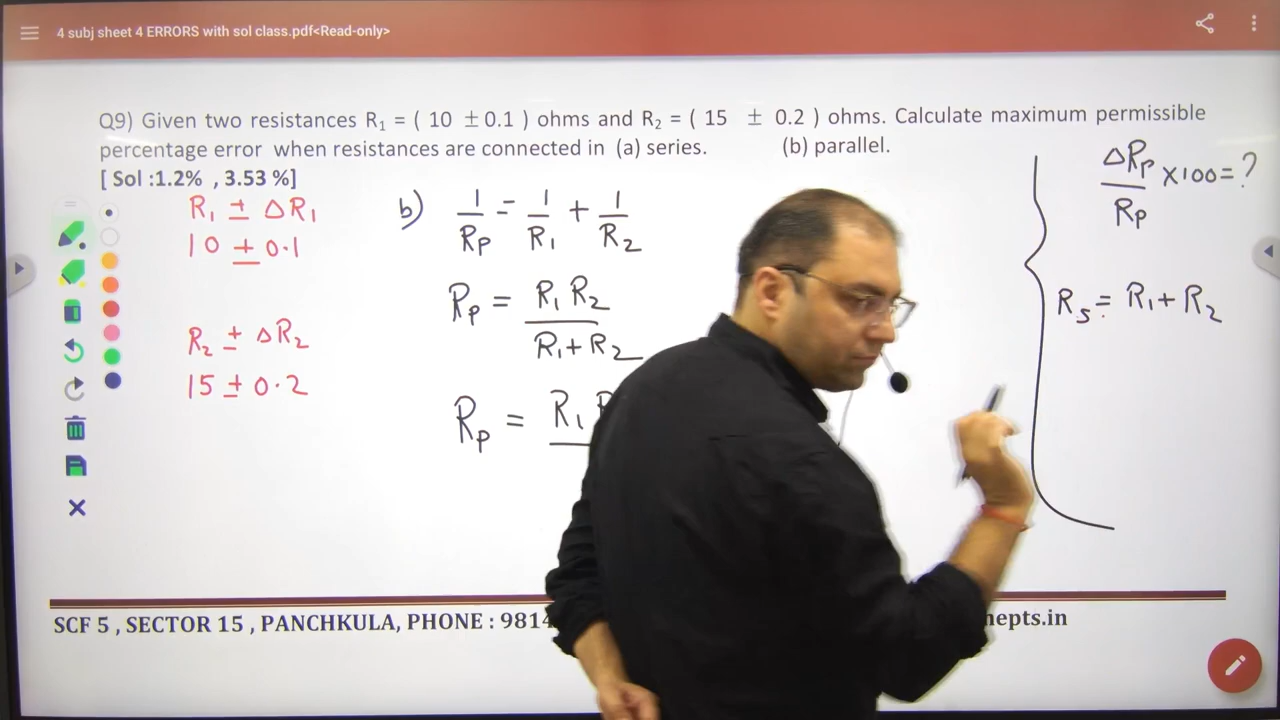 4 subj sheet 4 ERRORS with sol class.pdf<Read-only>
Q9) Given two resistances R₁ = ( 10 ±0.1 ) ohms and R₂ = ( 15 ± 0.2 ) ohms. Calculate maximum permissible
percentage error when resistances are connected in (a) series. (b) parallel.
[ Sol :1.2% , 3.53 %]
R₁ ± ΔR₁
10 ± 0.1
R₂ ± ΔR₂
15 ± 0.2
b) 1/Rₚ = 1/R₁ + 1/R₂
Rₚ = R₁ R₂ / R₁+R₂
Rₚ = R₁
ΔRₚ/Rₚ ×100 = ?
Rₛ = R₁ + R₂
SCF 5 , SECTOR 15 , PANCHKULA, PHONE : 9814